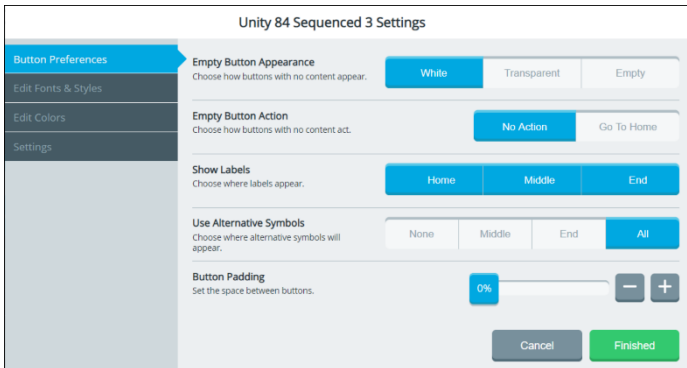 Unity 84 Sequenced 3 Settings
Button Preferences
Edit Fonts & Styles
Edit Colors
Settings
Empty Button Appearance
Choose how buttons with no content appear.
White
Transparent
Empty
Empty Button Action
Choose how buttons with no content act.
No Action
Go To Home
Show Labels
Choose where labels appear.
Home
Middle
End
Use Alternative Symbols
Choose where alternative symbols will
appear.
None
Middle
End
All
Button Padding
Set the space between buttons.
0%
Cancel
Finished